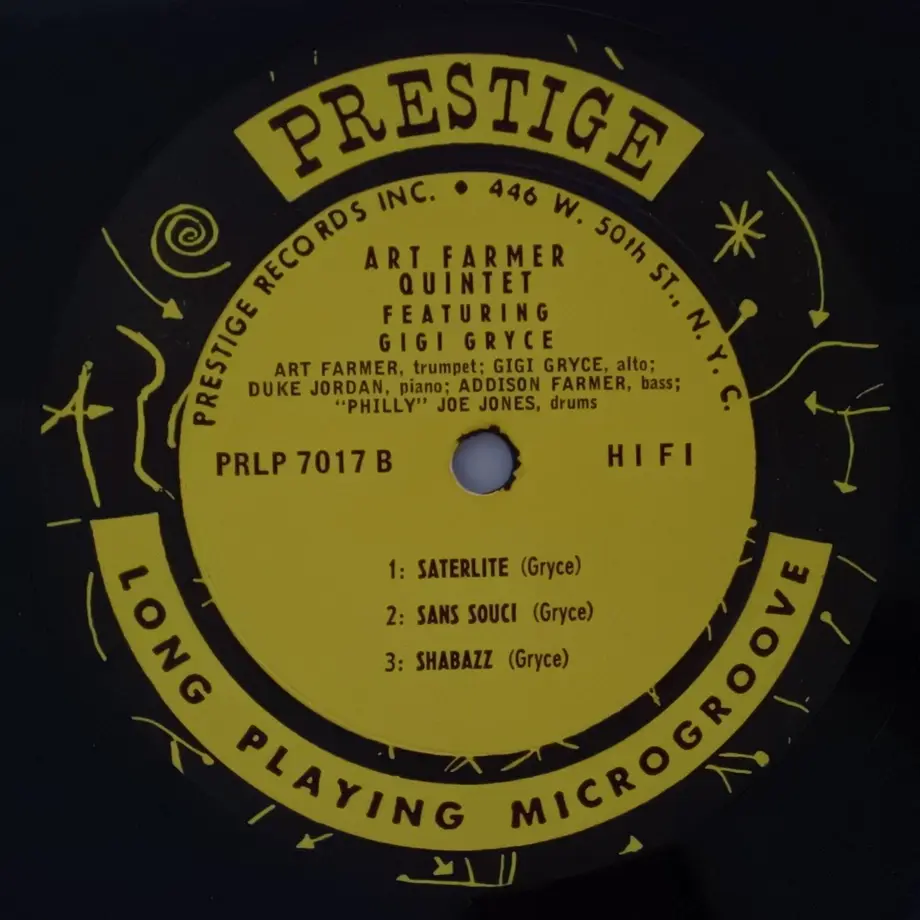 PRESTIGE
PRESTIGE RECORDS INC. • 446 W. 50th ST., N. Y. C.
ART FARMER
QUINTET
FEATURING
GIGI GRYCE
ART FARMER, trumpet; GIGI GRYCE, alto;
DUKE JORDAN, piano; ADDISON FARMER, bass;
"PHILLY" JOE JONES, drums
PRLP 7017 B
HI FI
1: SATERLITE (Gryce)
2: SANS SOUCI (Gryce)
3: SHABAZZ (Gryce)
LONG PLAYING MICROGROOVE